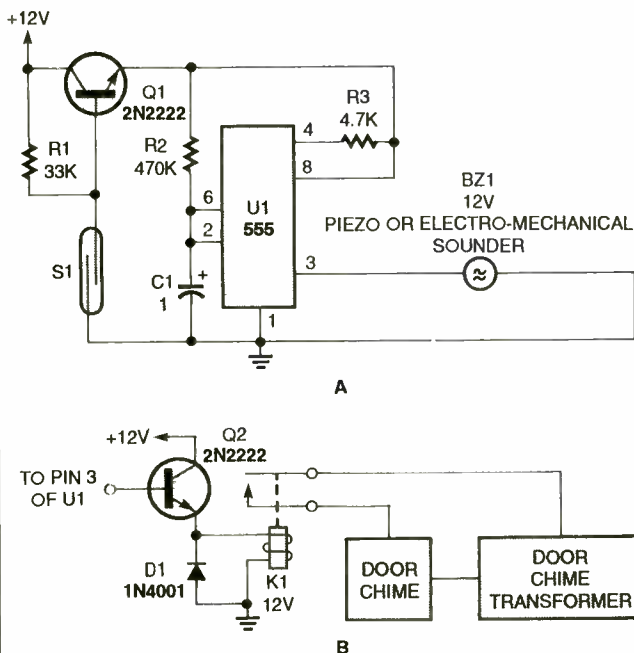 +12V
Q1
2N2222
R1
33K
R2
470K
R3
4.7K
4
8
6
2
U1
555
3
1
S1
C1
1
+
BZ1
12V
PIEZO OR ELECTRO-MECHANICAL
SOUNDER
A
+12V
Q2
2N2222
TO PIN 3
OF U1
D1
1N4001
K1
12V
DOOR
CHIME
DOOR
CHIME
TRANSFORMER
B